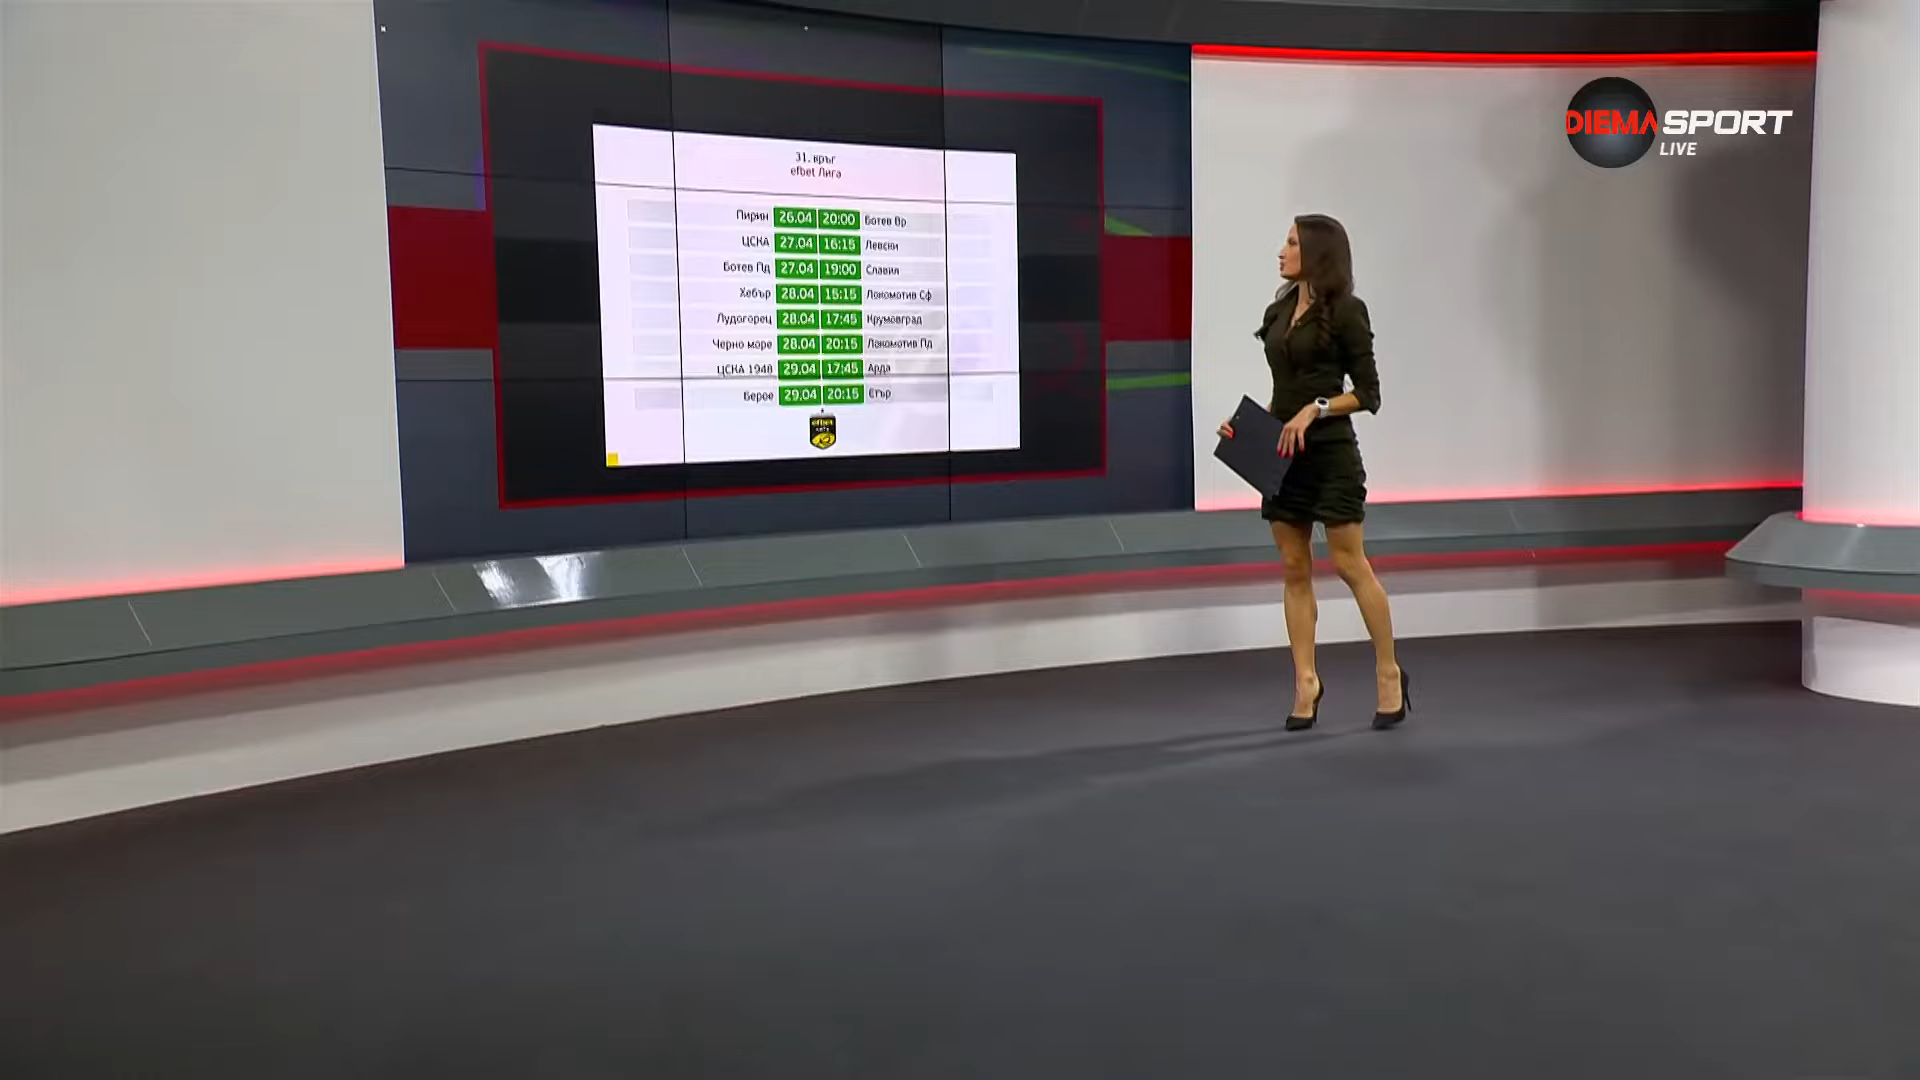 DIEMA SPORT
LIVE
31. кръг
efbet Лига
Пирин 26.04 20:00 Ботев Вр
ЦСКА 27.04 16:15 Левски
Ботев Пд 27.04 19:00 Славия
Хебър 28.04 15:15 Локомотив Сф
Лудогорец 28.04 17:45 Крумовград
Черно море 28.04 20:15 Локомотив Пд
ЦСКА 1948 29.04 17:45 Арда
Берое 29.04 20:15 Етър
efbet